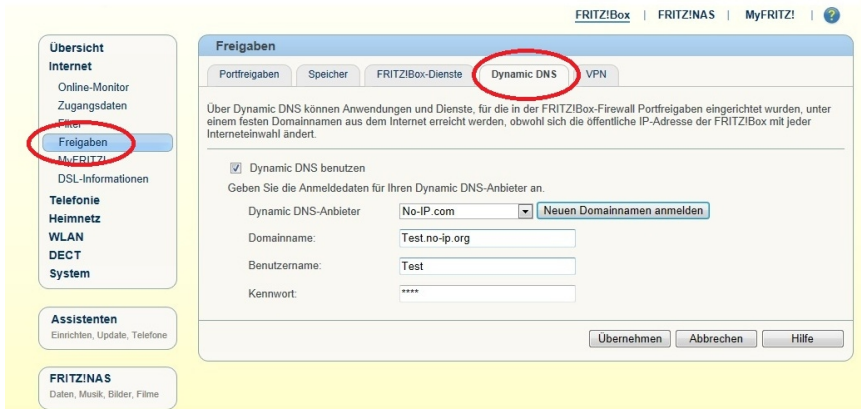 FRITZ!Box | FRITZ!NAS | MyFRITZ! | ?
Übersicht
Internet
Online-Monitor
Zugangsdaten
Filter
Freigaben
MyFRITZ!
DSL-Informationen
Telefonie
Heimnetz
WLAN
DECT
System
Assistenten
Einrichten, Update, Telefone
FRITZ!NAS
Daten, Musik, Bilder, Filme
Freigaben
Portfreigaben Speicher FRITZ!Box-Dienste Dynamic DNS VPN
Über Dynamic DNS können Anwendungen und Dienste, für die in der FRITZ!Box-Firewall Portfreigaben eingerichtet wurden, unter
einem festen Domainnamen aus dem Internet erreicht werden, obwohl sich die öffentliche IP-Adresse der FRITZ!Box mit jeder
Interneteinwahl ändert.
Dynamic DNS benutzen
Geben Sie die Anmeldedaten für Ihren Dynamic DNS-Anbieter an.
Dynamic DNS-Anbieter No-IP.com Neuen Domainnamen anmelden
Domainname: Test.no-ip.org
Benutzername: Test
Kennwort: ****
Übernehmen Abbrechen Hilfe